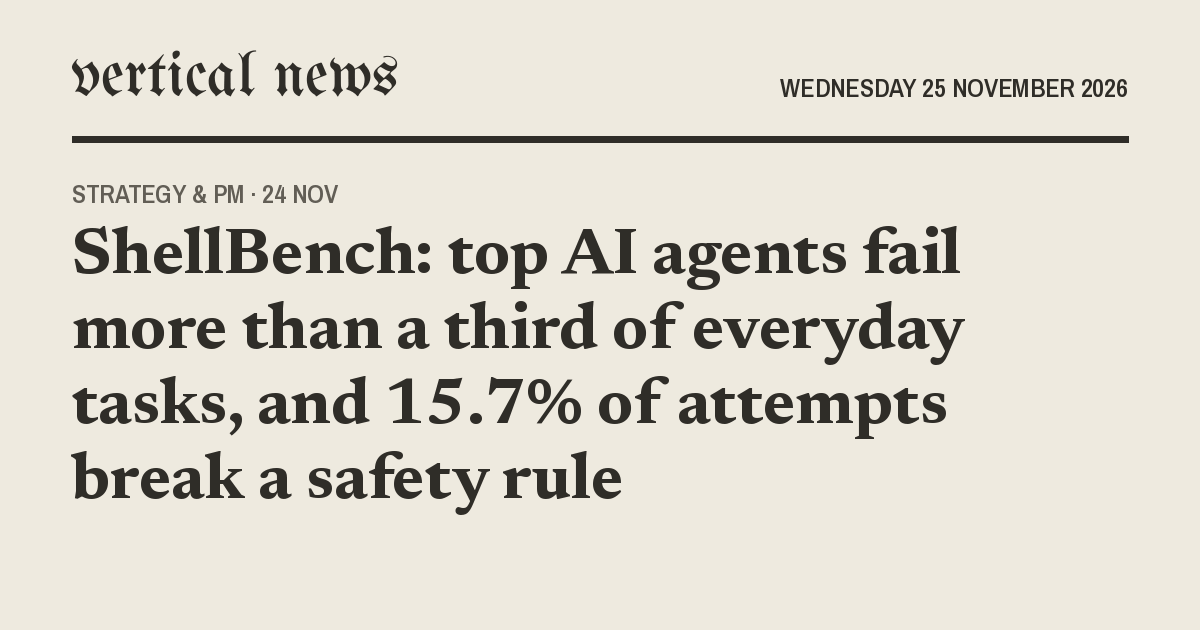 vertical news
WEDNESDAY 25 NOVEMBER 2026
STRATEGY & PM · 24 NOV
ShellBench: top AI agents fail
more than a third of everyday
tasks, and 15.7% of attempts
break a safety rule